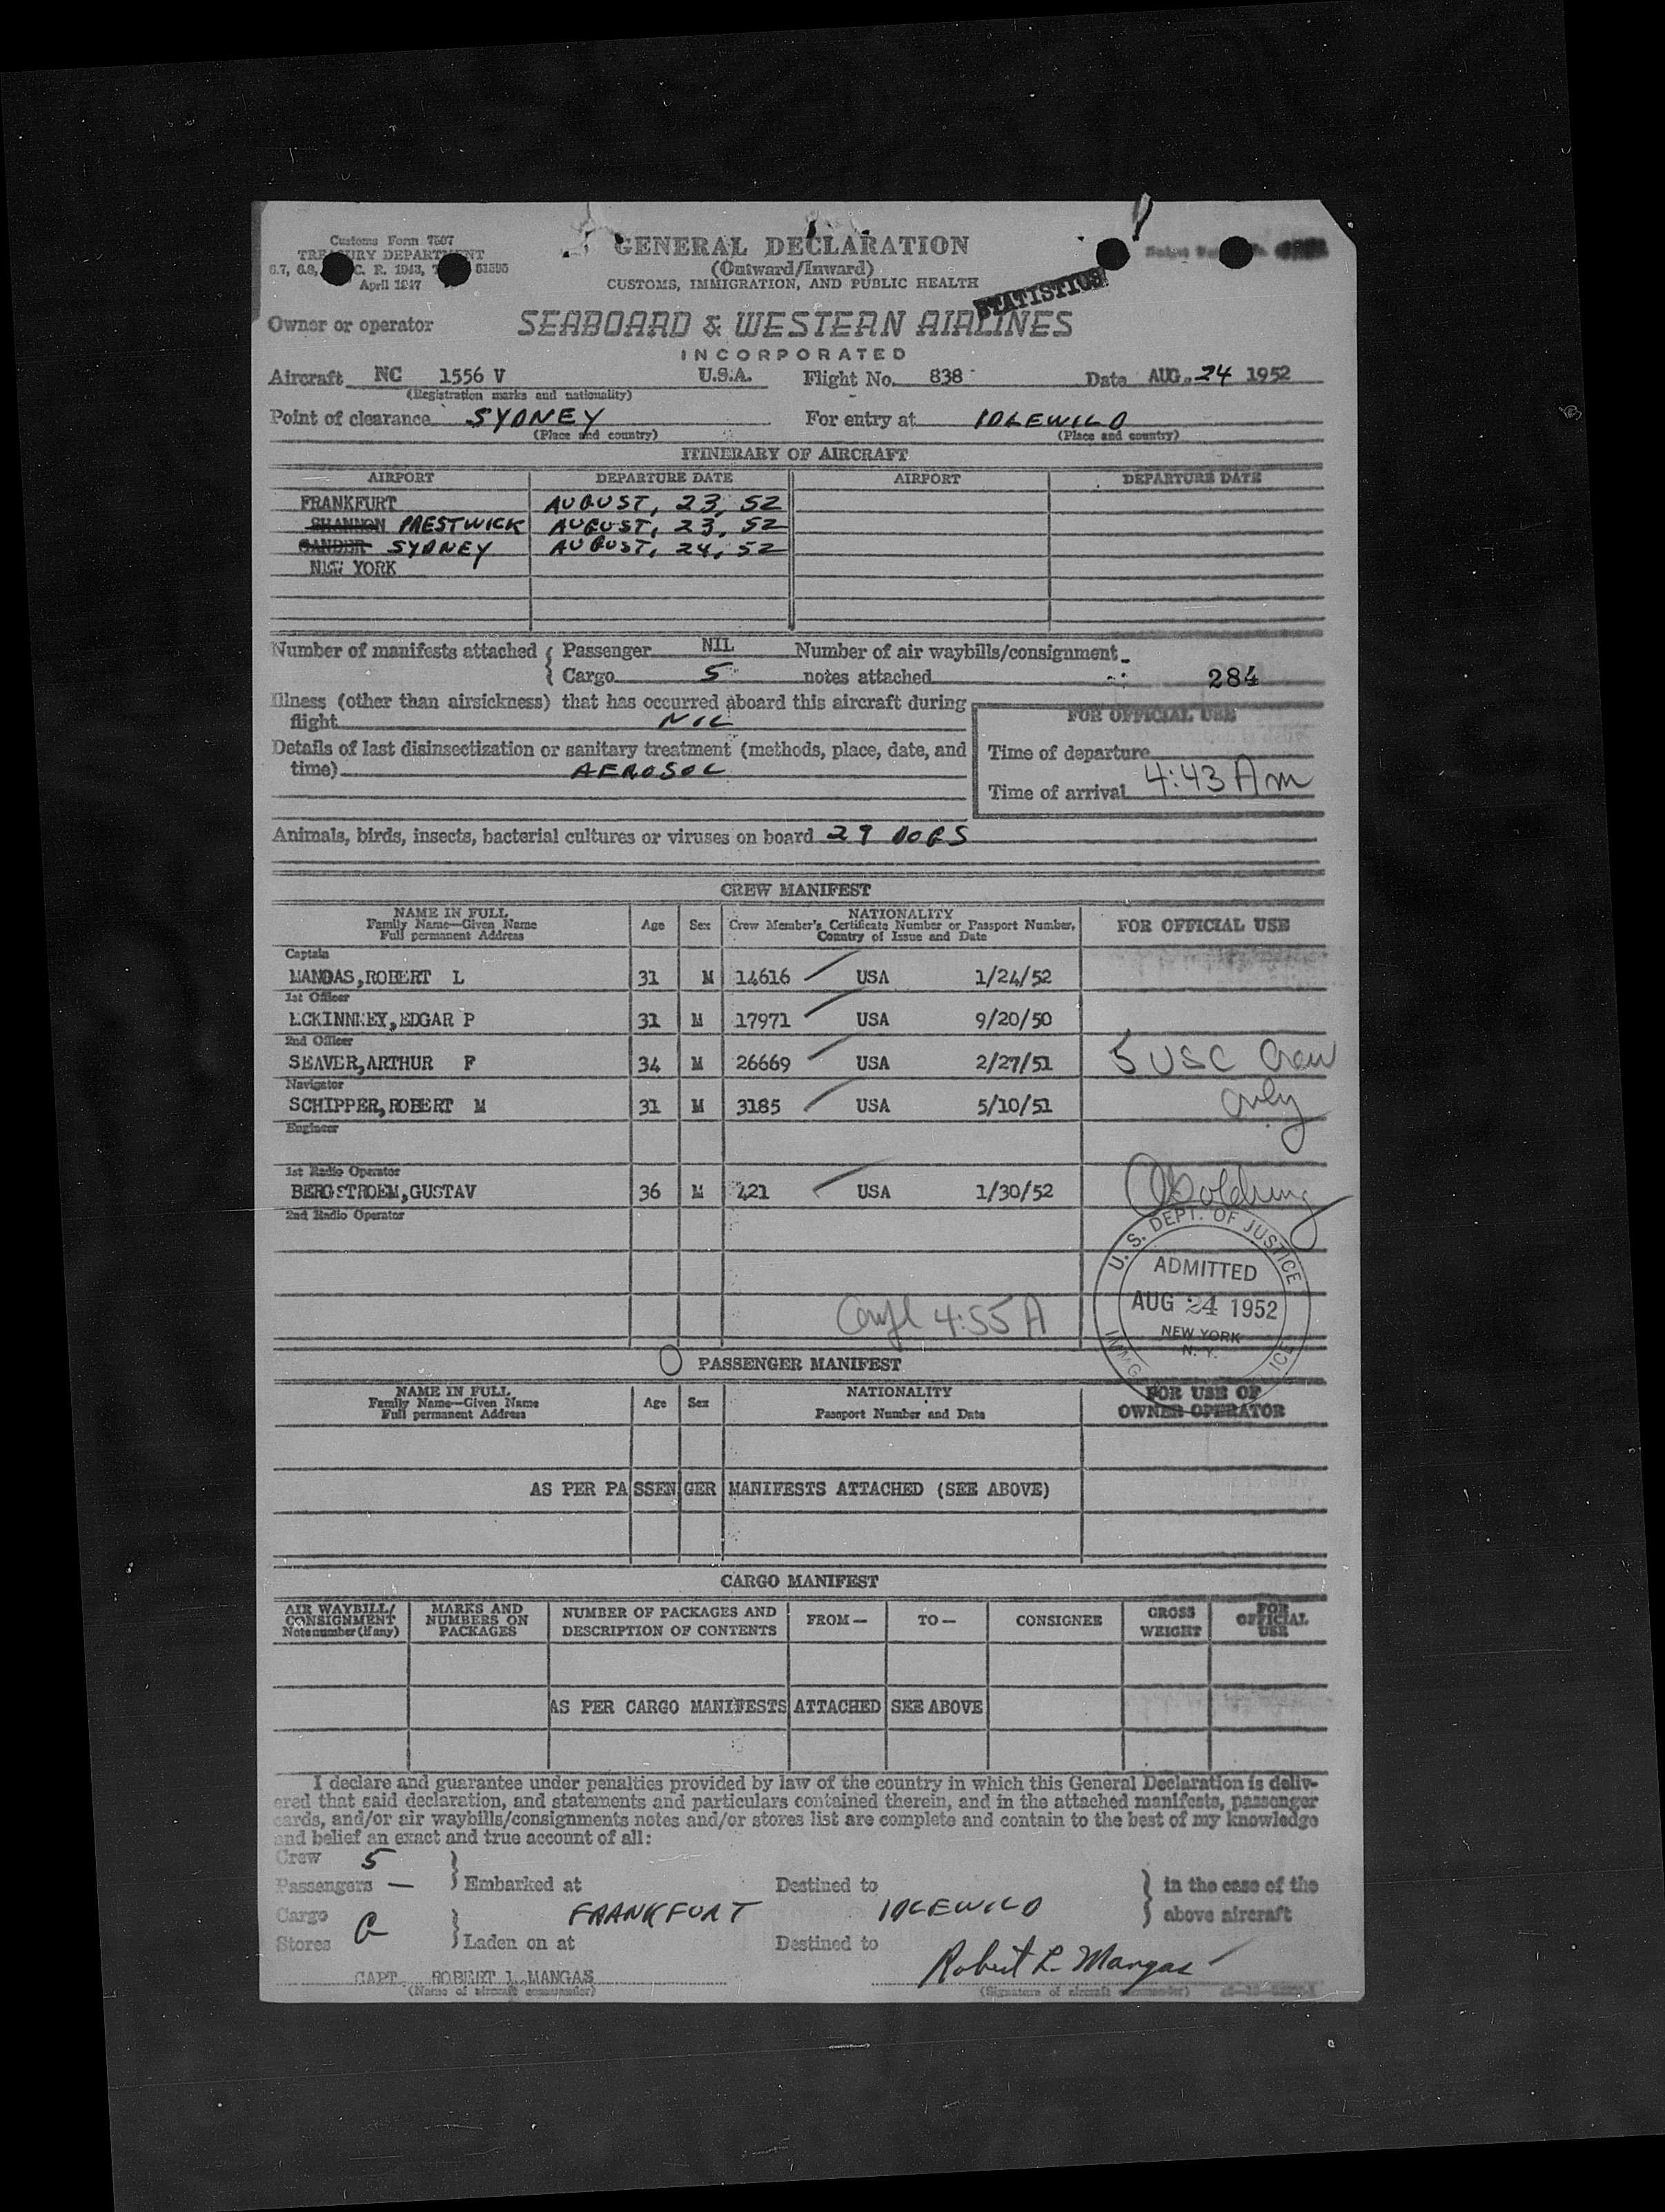 Customs Form 7507
TREASURY DEPARTMENT
C. R. 1943, 51595
April 1947
GENERAL DECLARATION
(Outward/Inward)
CUSTOMS, IMMIGRATION, AND PUBLIC HEALTH
STATISTICS
Owner or operator SEABOARD & WESTERN AIRLINES
INCORPORATED
Aircraft NC 1556 V U.S.A. Flight No. 838 Date AUG. 24 1952
(Registration marks and nationality)
Point of clearance SYDNEY For entry at IDLEWILD
(Place and country) (Place and country)
ITINERARY OF AIRCRAFT
AIRPORT DEPARTURE DATE AIRPORT DEPARTURE DATE
FRANKFURT AUGUST, 23, 52
SHANNON PRESTWICK AUGUST, 23, 52
GANDER SYDNEY AUGUST, 24, 52
NEW YORK
Number of manifests attached { Passenger NIL Number of air waybills/consignment
Cargo 5 notes attached 284
Illness (other than airsickness) that has occurred aboard this aircraft during
flight NIL
FOR OFFICIAL USE
Details of last disinsectization or sanitary treatment (methods, place, date, and
time) AEROSOL
Time of departure
Time of arrival 4:43 Am
Animals, birds, insects, bacterial cultures or viruses on board 29 DOGS
CREW MANIFEST
NAME IN FULL
Family Name—Given Name
Full permanent Address
Age Sex
NATIONALITY
Crew Member's Certificate Number or Passport Number,
Country of Issue and Date
FOR OFFICIAL USE
Captain
MANGAS,ROBERT L 31 M 14616 USA 1/24/52
1st Officer
MCKINNEY,EDGAR P 31 M 17971 USA 9/20/50
2nd Officer
SEAVER,ARTHUR F 34 M 26669 USA 2/27/51 5 USC Crew
Navigator
SCHIPPER,ROBERT M 31 M 3185 USA 5/10/51 only
Engineer
1st Radio Operator
BERGSTROEM,GUSTAV 36 M 421 USA 1/30/52
2nd Radio Operator
U. S. DEPT. OF JUSTICE
ADMITTED
AUG 24 1952
NEW YORK
N. Y.
4:55 A
0 PASSENGER MANIFEST
NAME IN FULL
Family Name—Given Name
Full permanent Address
Age Sex
NATIONALITY
Passport Number and Date
FOR USE OF
OWNER OPERATOR
AS PER PASSENGER MANIFESTS ATTACHED (SEE ABOVE)
CARGO MANIFEST
AIR WAYBILL/
CONSIGNMENT
Note number (if any)
MARKS AND
NUMBERS ON
PACKAGES
NUMBER OF PACKAGES AND
DESCRIPTION OF CONTENTS
FROM— TO— CONSIGNEE
GROSS
WEIGHT
FOR
OFFICIAL
USE
AS PER CARGO MANIFESTS ATTACHED SEE ABOVE
I declare and guarantee under penalties provided by law of the country in which this General Declaration is deliv-
ered that said declaration, and statements and particulars contained therein, and in the attached manifests, passenger
cards, and/or air waybills/consignments notes and/or stores list are complete and contain to the best of my knowledge
and belief an exact and true account of all:
Crew 5
Passengers — } Embarked at Destined to } in the case of the
FRANKFURT IDLEWILD
Cargo above aircraft
Stores } Laden on at Destined to
CAPT ROBERT L MANGAS Robert L. Mangas
(Name of aircraft commander) (Signature of aircraft commander)